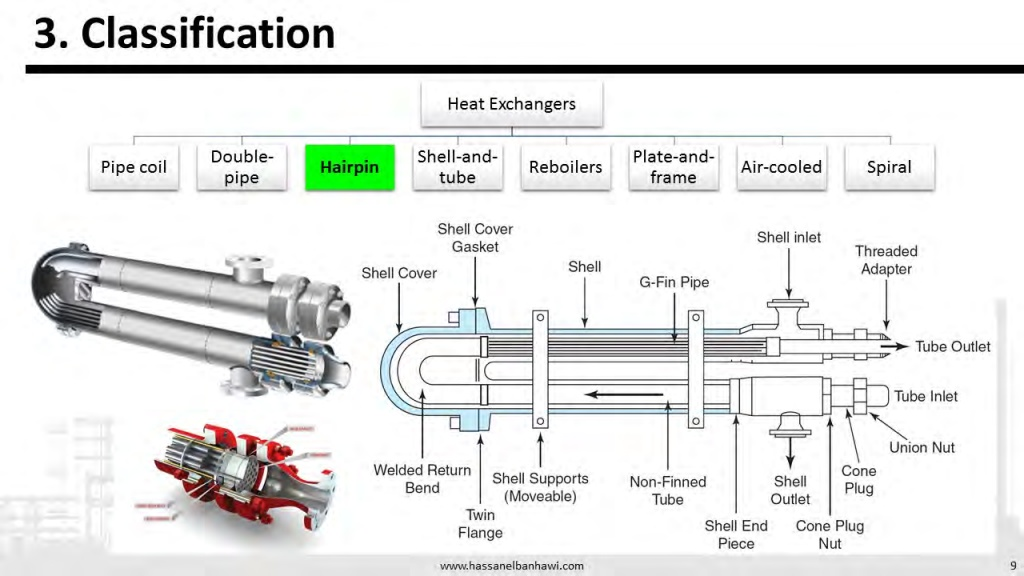 3. Classification
Heat Exchangers
Pipe coil
Double-
pipe
Hairpin
Shell-and-
tube
Reboilers
Plate-and-
frame
Air-cooled
Spiral
Shell Cover
Gasket
Shell Cover
Shell
G-Fin Pipe
Shell inlet
Threaded
Adapter
Tube Outlet
Tube Inlet
Union Nut
Cone
Plug
Shell
Outlet
Cone Plug
Nut
Shell End
Piece
Non-Finned
Tube
Shell Supports
(Moveable)
Twin
Flange
Welded Return
Bend
www.hassanelbanhawi.com
9